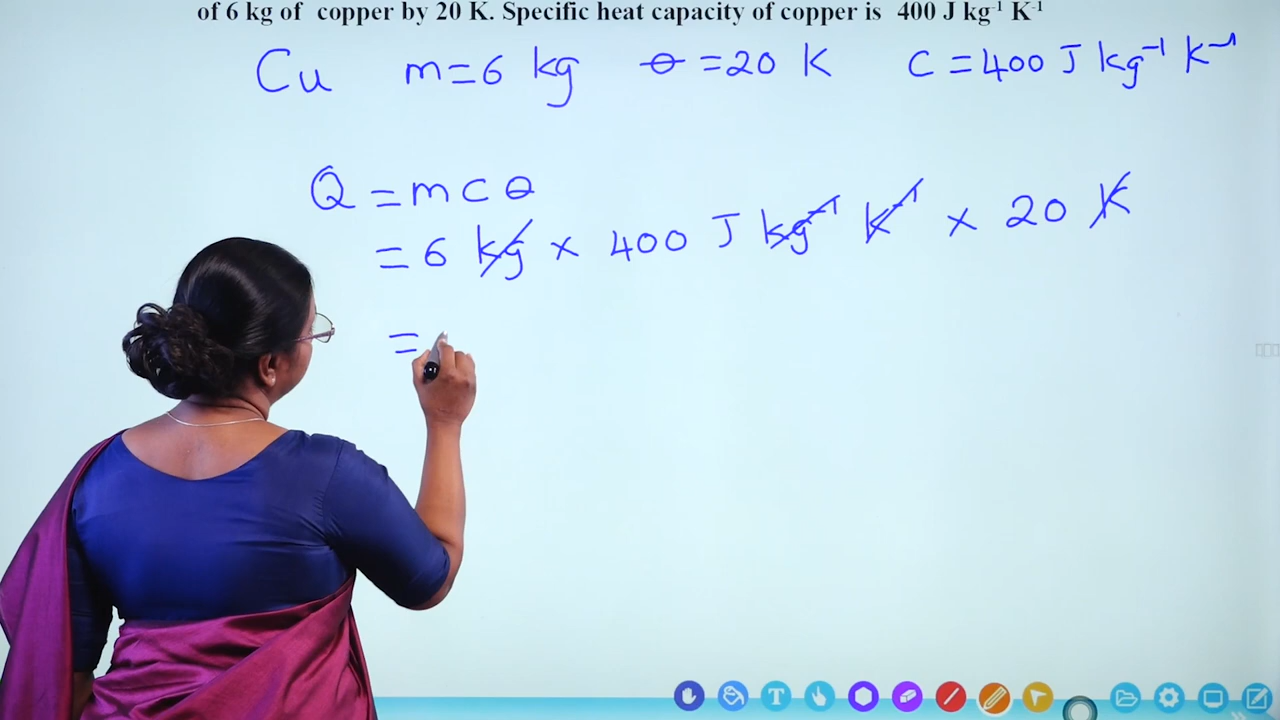 of 6 kg of copper by 20 K. Specific heat capacity of copper is 400 J kg⁻¹ K⁻¹
Cu m=6 kg θ=20 K C=400 J kg⁻¹ K⁻¹
Q =mcθ
=6 kg × 400 J kg⁻¹ K⁻¹ × 20 K
=